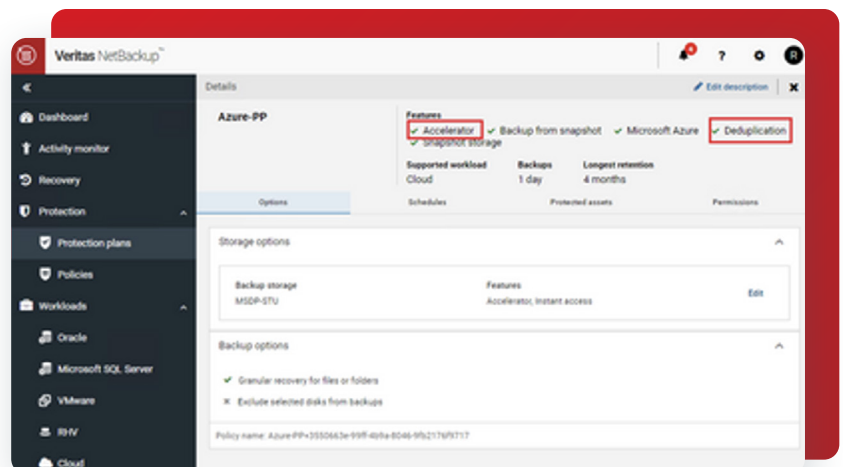 Veritas NetBackup™
?
R
«
Dashboard
Activity monitor
Recovery
Protection
Protection plans
Policies
Workloads
Oracle
Microsoft SQL Server
VMware
RHV
Cloud
Details
Edit description
Azure-PP
Features
Accelerator Backup from snapshot Microsoft Azure Deduplication
Snapshot storage
Supported workload Backups Longest retention
Cloud 1 day 4 months
Options Schedules Protected assets Permissions
Storage options
Backup storage Features
MSDP-STU Accelerator, Instant access
Edit
Backup options
Granular recovery for files or folders
Exclude selected disks from backups
Policy name: